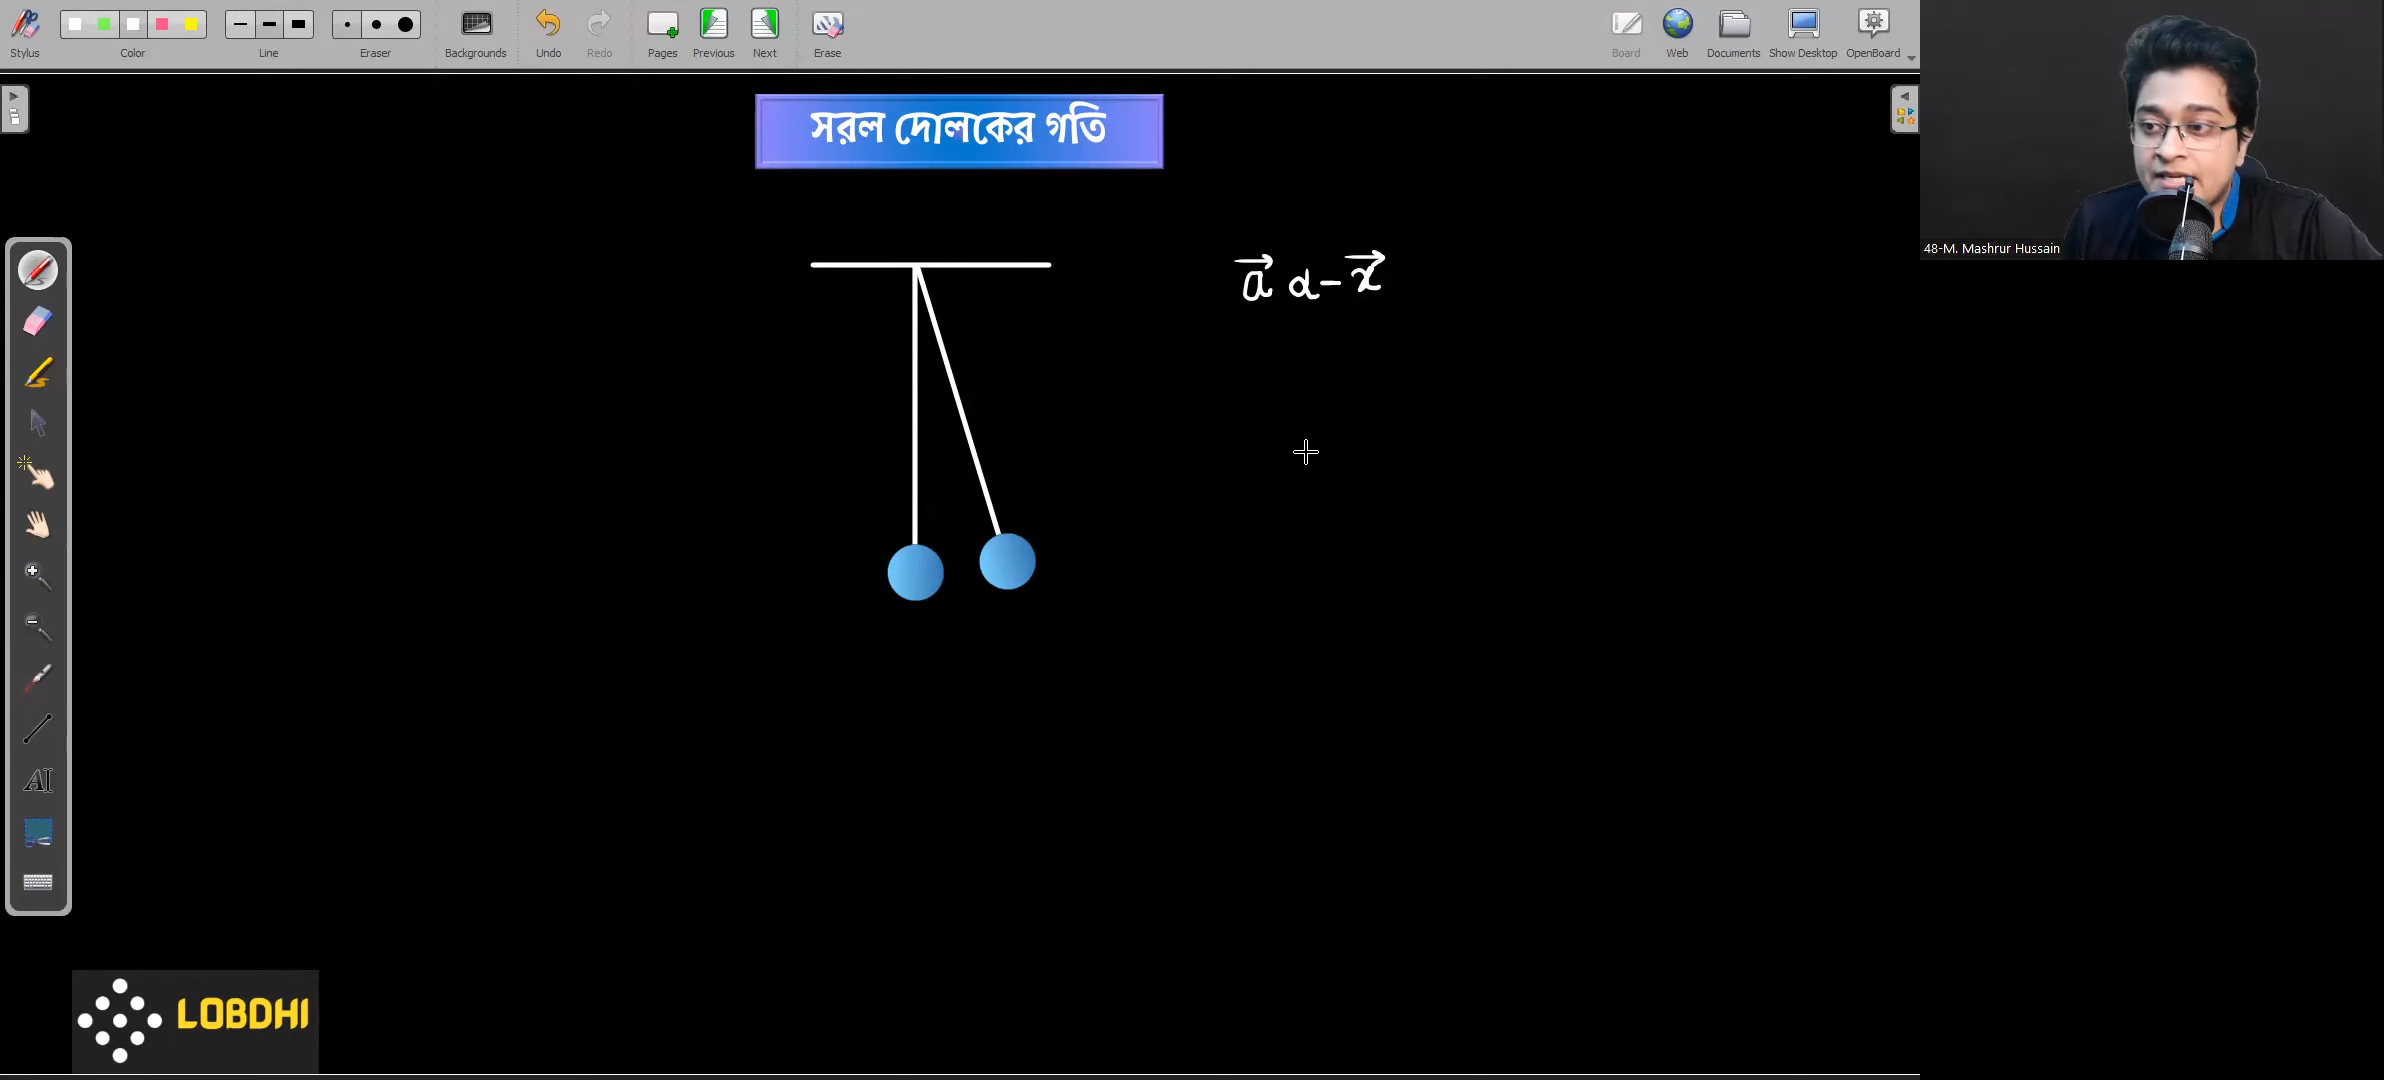 Stylus
Color
Line
Eraser
Backgrounds
Undo
Redo
Pages
Previous
Next
Erase
Board
Web
Documents
Show Desktop
OpenBoard
সরল দোলকের গতি
48-M. Mashrur Hussain
a⃗ α - x⃗
AI
LOBDHI